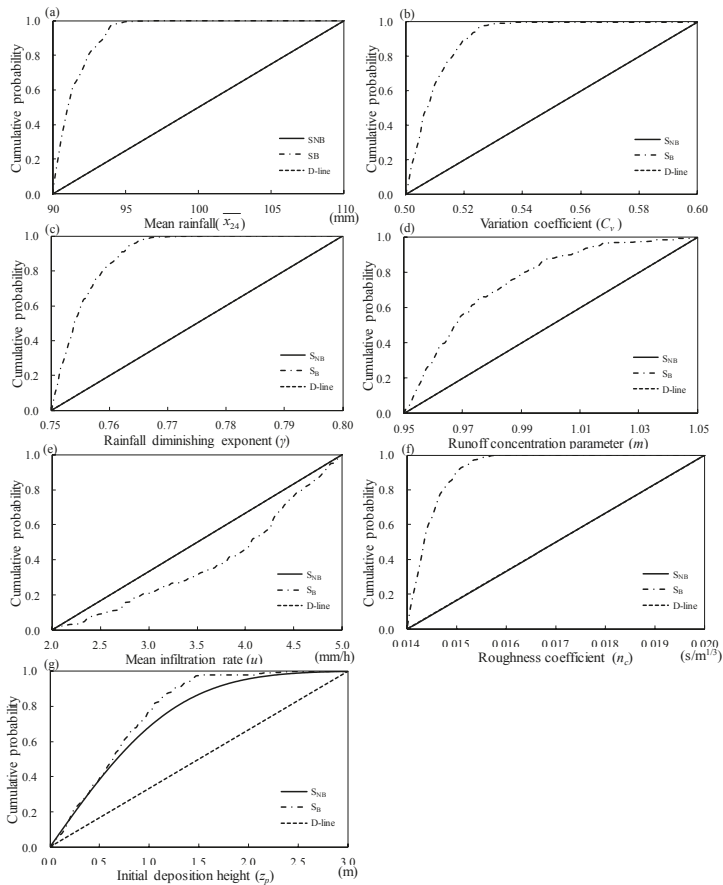 (a)
1.0
0.8
0.6
0.4
0.2
0.0
Cumulative probability
SNB
SB
D-line
90 95 100 105 110
Mean rainfall( x24 ) (mm)
(b)
1.0
0.8
0.6
0.4
0.2
0.0
Cumulative probability
SNB
SB
D-line
0.50 0.52 0.54 0.56 0.58 0.60
Variation coefficient (Cv)
(c)
1.0
0.8
0.6
0.4
0.2
0.0
Cumulative probability
SNB
SB
D-line
0.75 0.76 0.77 0.78 0.79 0.80
Rainfall diminishing exponent (γ)
(d)
1.0
0.8
0.6
0.4
0.2
0.0
Cumulative probability
SNB
SB
D-line
0.95 0.97 0.99 1.01 1.03 1.05
Runoff concentration parameter (m)
(e)
1.0
0.8
0.6
0.4
0.2
0.0
Cumulative probability
SNB
SB
D-line
2.0 3.0 4.0 5.0
Mean infiltration rate (u) (mm/h)
(f)
1.0
0.8
0.6
0.4
0.2
0.0
Cumulative probability
SNB
SB
D-line
0.014 0.015 0.016 0.017 0.018 0.019 0.020
Roughness coefficient (nc) (s/m1/3)
(g)
1.0
0.8
0.6
0.4
0.2
0.0
Cumulative probability
SNB
SB
D-line
0.0 0.5 1.0 1.5 2.0 2.5 3.0
Initial deposition height (zp) (m)